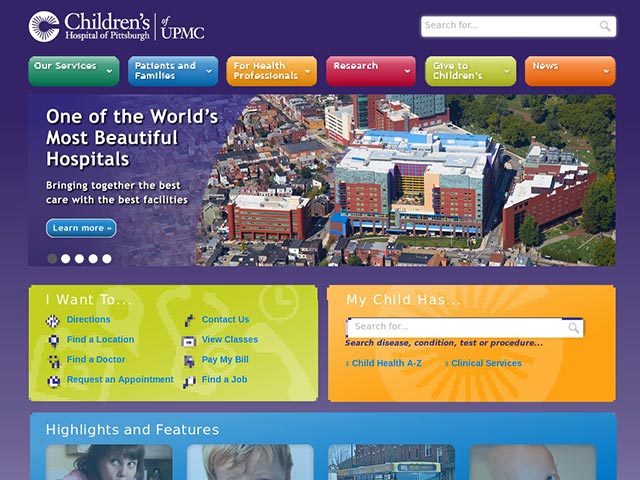 Children's
Hospital of Pittsburgh
of
UPMC
Search for...
Our Services
Patients and
Families
For Health
Professionals
Research
Give to
Children's
News
One of the World's
Most Beautiful
Hospitals
Bringing together the best
care with the best facilities
Learn more »
I Want To...
Directions
Contact Us
Find a Location
View Classes
Find a Doctor
Pay My Bill
Request an Appointment
Find a Job
My Child Has...
Search for...
Search disease, condition, test or procedure...
Child Health A-Z
Clinical Services
Highlights and Features